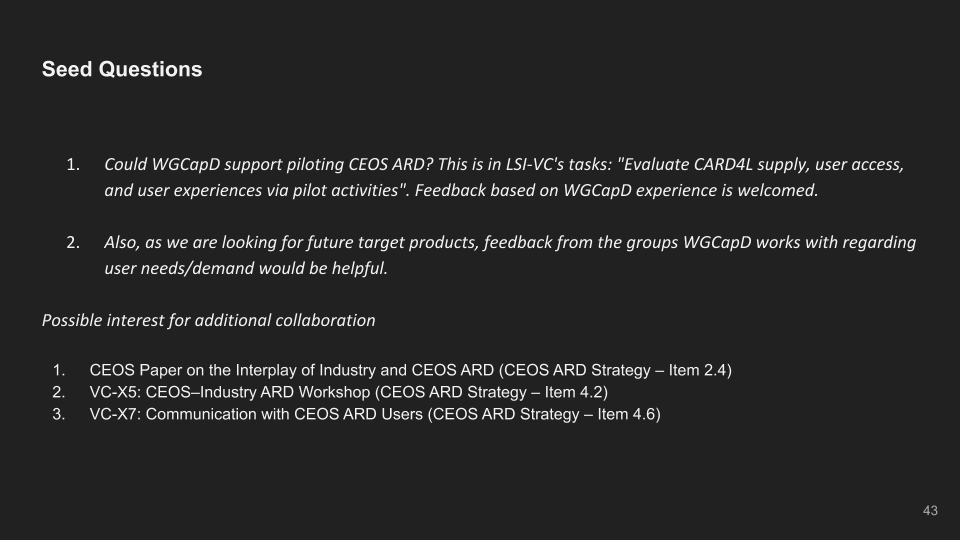 Seed Questions
1. Could WGCapD support piloting CEOS ARD? This is in LSI-VC's tasks: "Evaluate CARD4L supply, user access,
and user experiences via pilot activities". Feedback based on WGCapD experience is welcomed.
2. Also, as we are looking for future target products, feedback from the groups WGCapD works with regarding
user needs/demand would be helpful.
Possible interest for additional collaboration
1. CEOS Paper on the Interplay of Industry and CEOS ARD (CEOS ARD Strategy – Item 2.4)
2. VC-X5: CEOS–Industry ARD Workshop (CEOS ARD Strategy – Item 4.2)
3. VC-X7: Communication with CEOS ARD Users (CEOS ARD Strategy – Item 4.6)
43